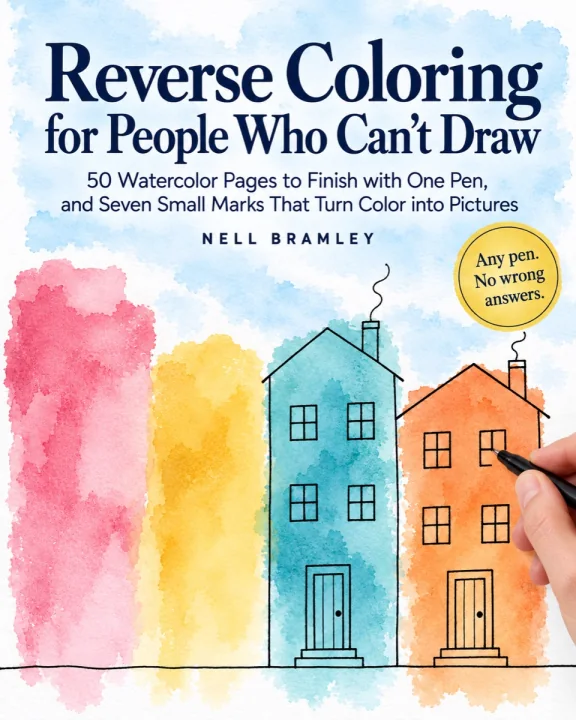 Reverse Coloring
for People Who Can't Draw
50 Watercolor Pages to Finish with One Pen,
and Seven Small Marks That Turn Color into Pictures
NELL BRAMLEY
Any pen.
No wrong
answers.